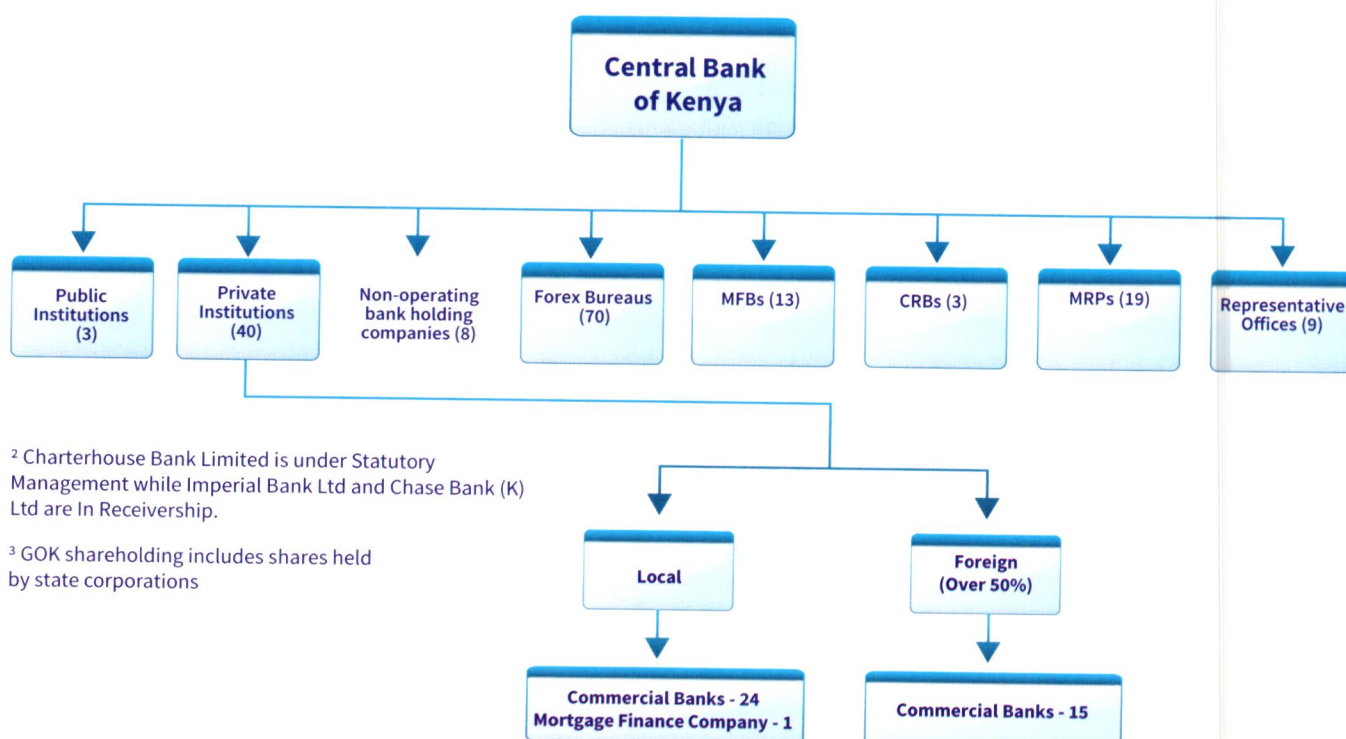 Central Bank
of Kenya
Public
Institutions
(3)
Private
Institutions
(40)
Non-operating
bank holding
companies (8)
Forex Bureaus
(70)
MFBs (13)
CRBs (3)
MRPs (19)
Representative
Offices (9)
² Charterhouse Bank Limited is under Statutory
Management while Imperial Bank Ltd and Chase Bank (K)
Ltd are In Receivership.
³ GOK shareholding includes shares held
by state corporations
Local
Foreign
(Over 50%)
Commercial Banks - 24
Mortgage Finance Company - 1
Commercial Banks - 15